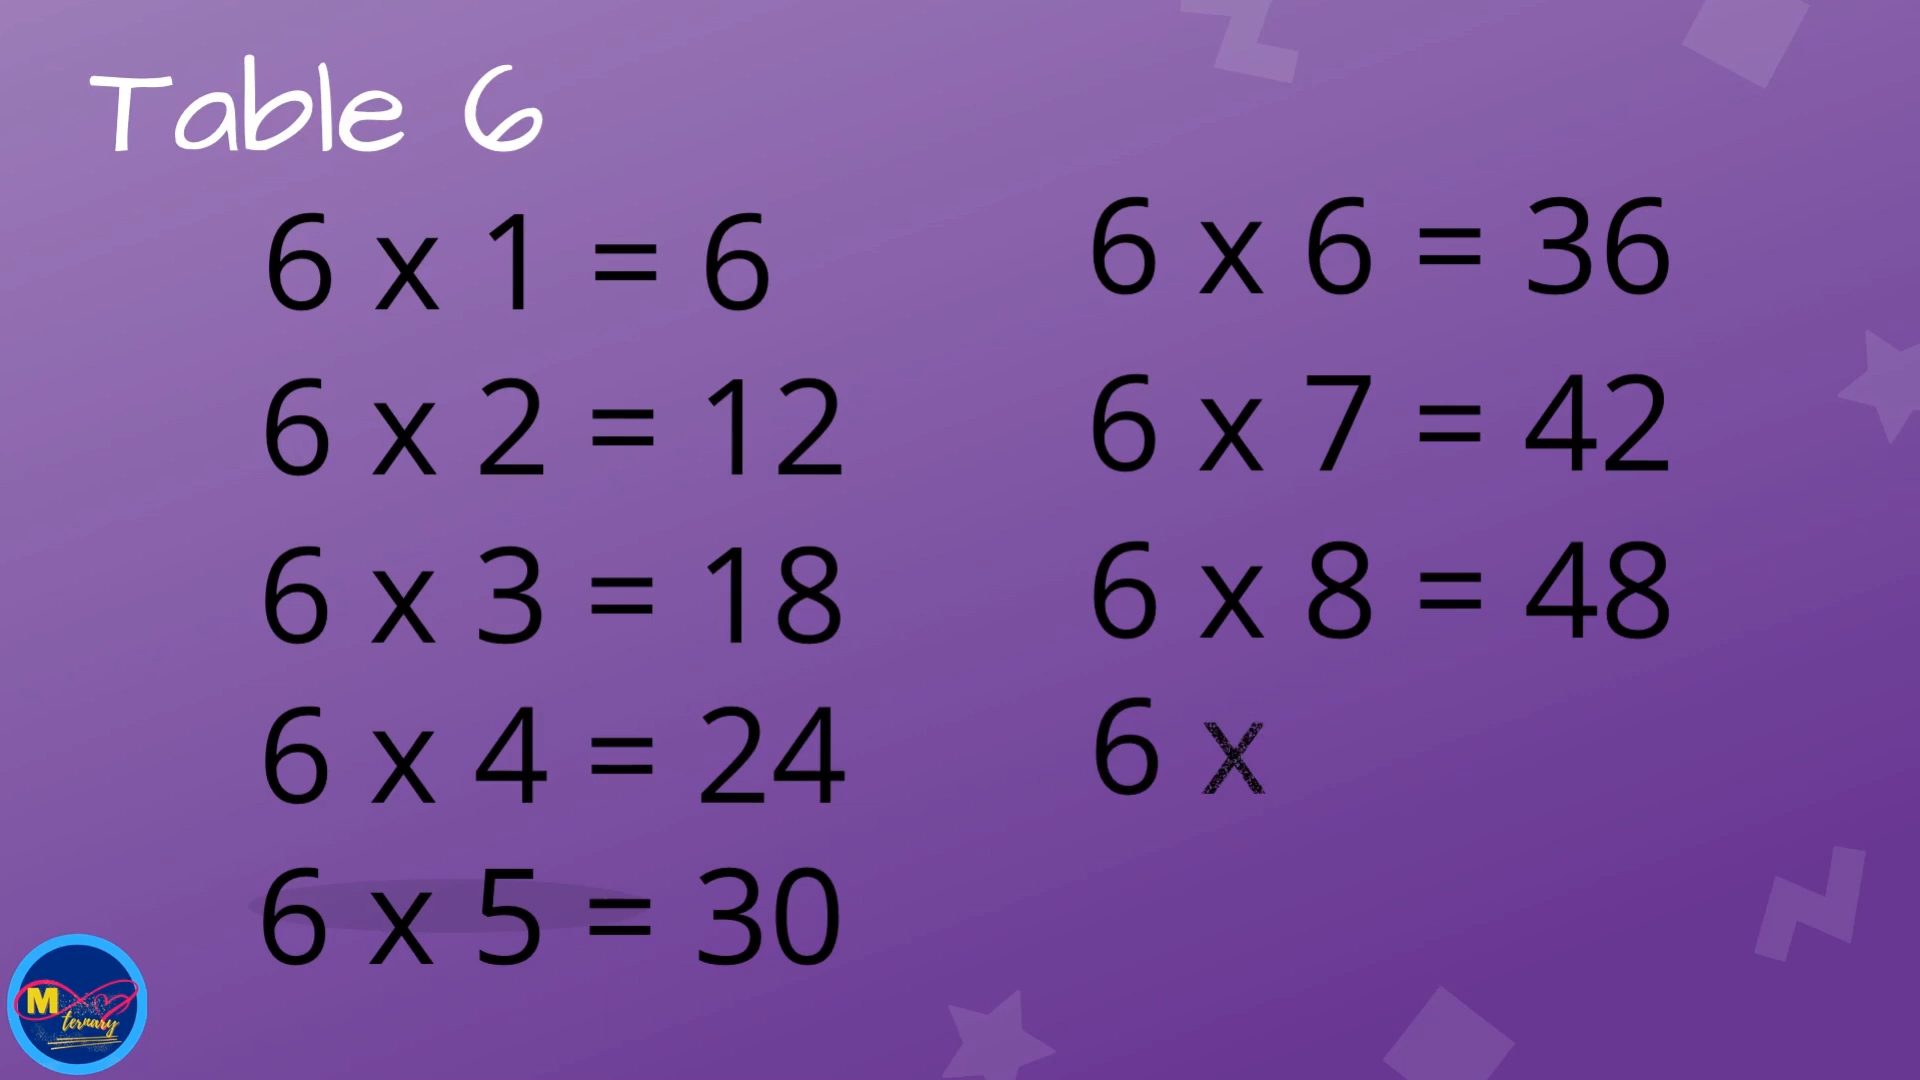 Table 6
6 x 1 = 6
6 x 2 = 12
6 x 3 = 18
6 x 4 = 24
6 x 5 = 30
6 x 6 = 36
6 x 7 = 42
6 x 8 = 48
6 x
M
ternary